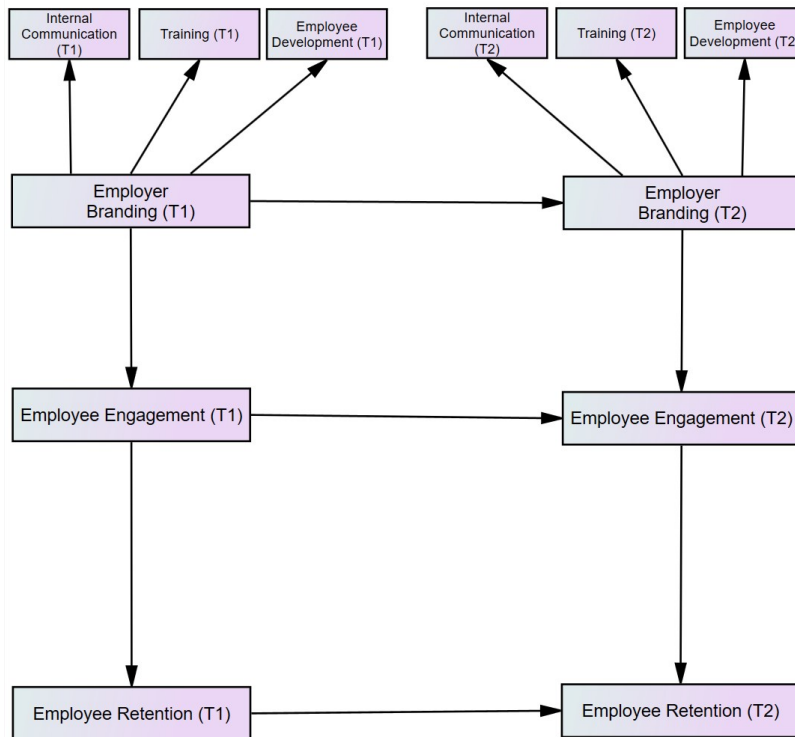 Internal
Communication
(T1)
Training (T1)
Employee
Development (T1)
Internal
Communication
(T2)
Training (T2)
Employee
Development (T2
Employer
Branding (T1)
Employer
Branding (T2)
Employee Engagement (T1)
Employee Engagement (T2)
Employee Retention (T1)
Employee Retention (T2)